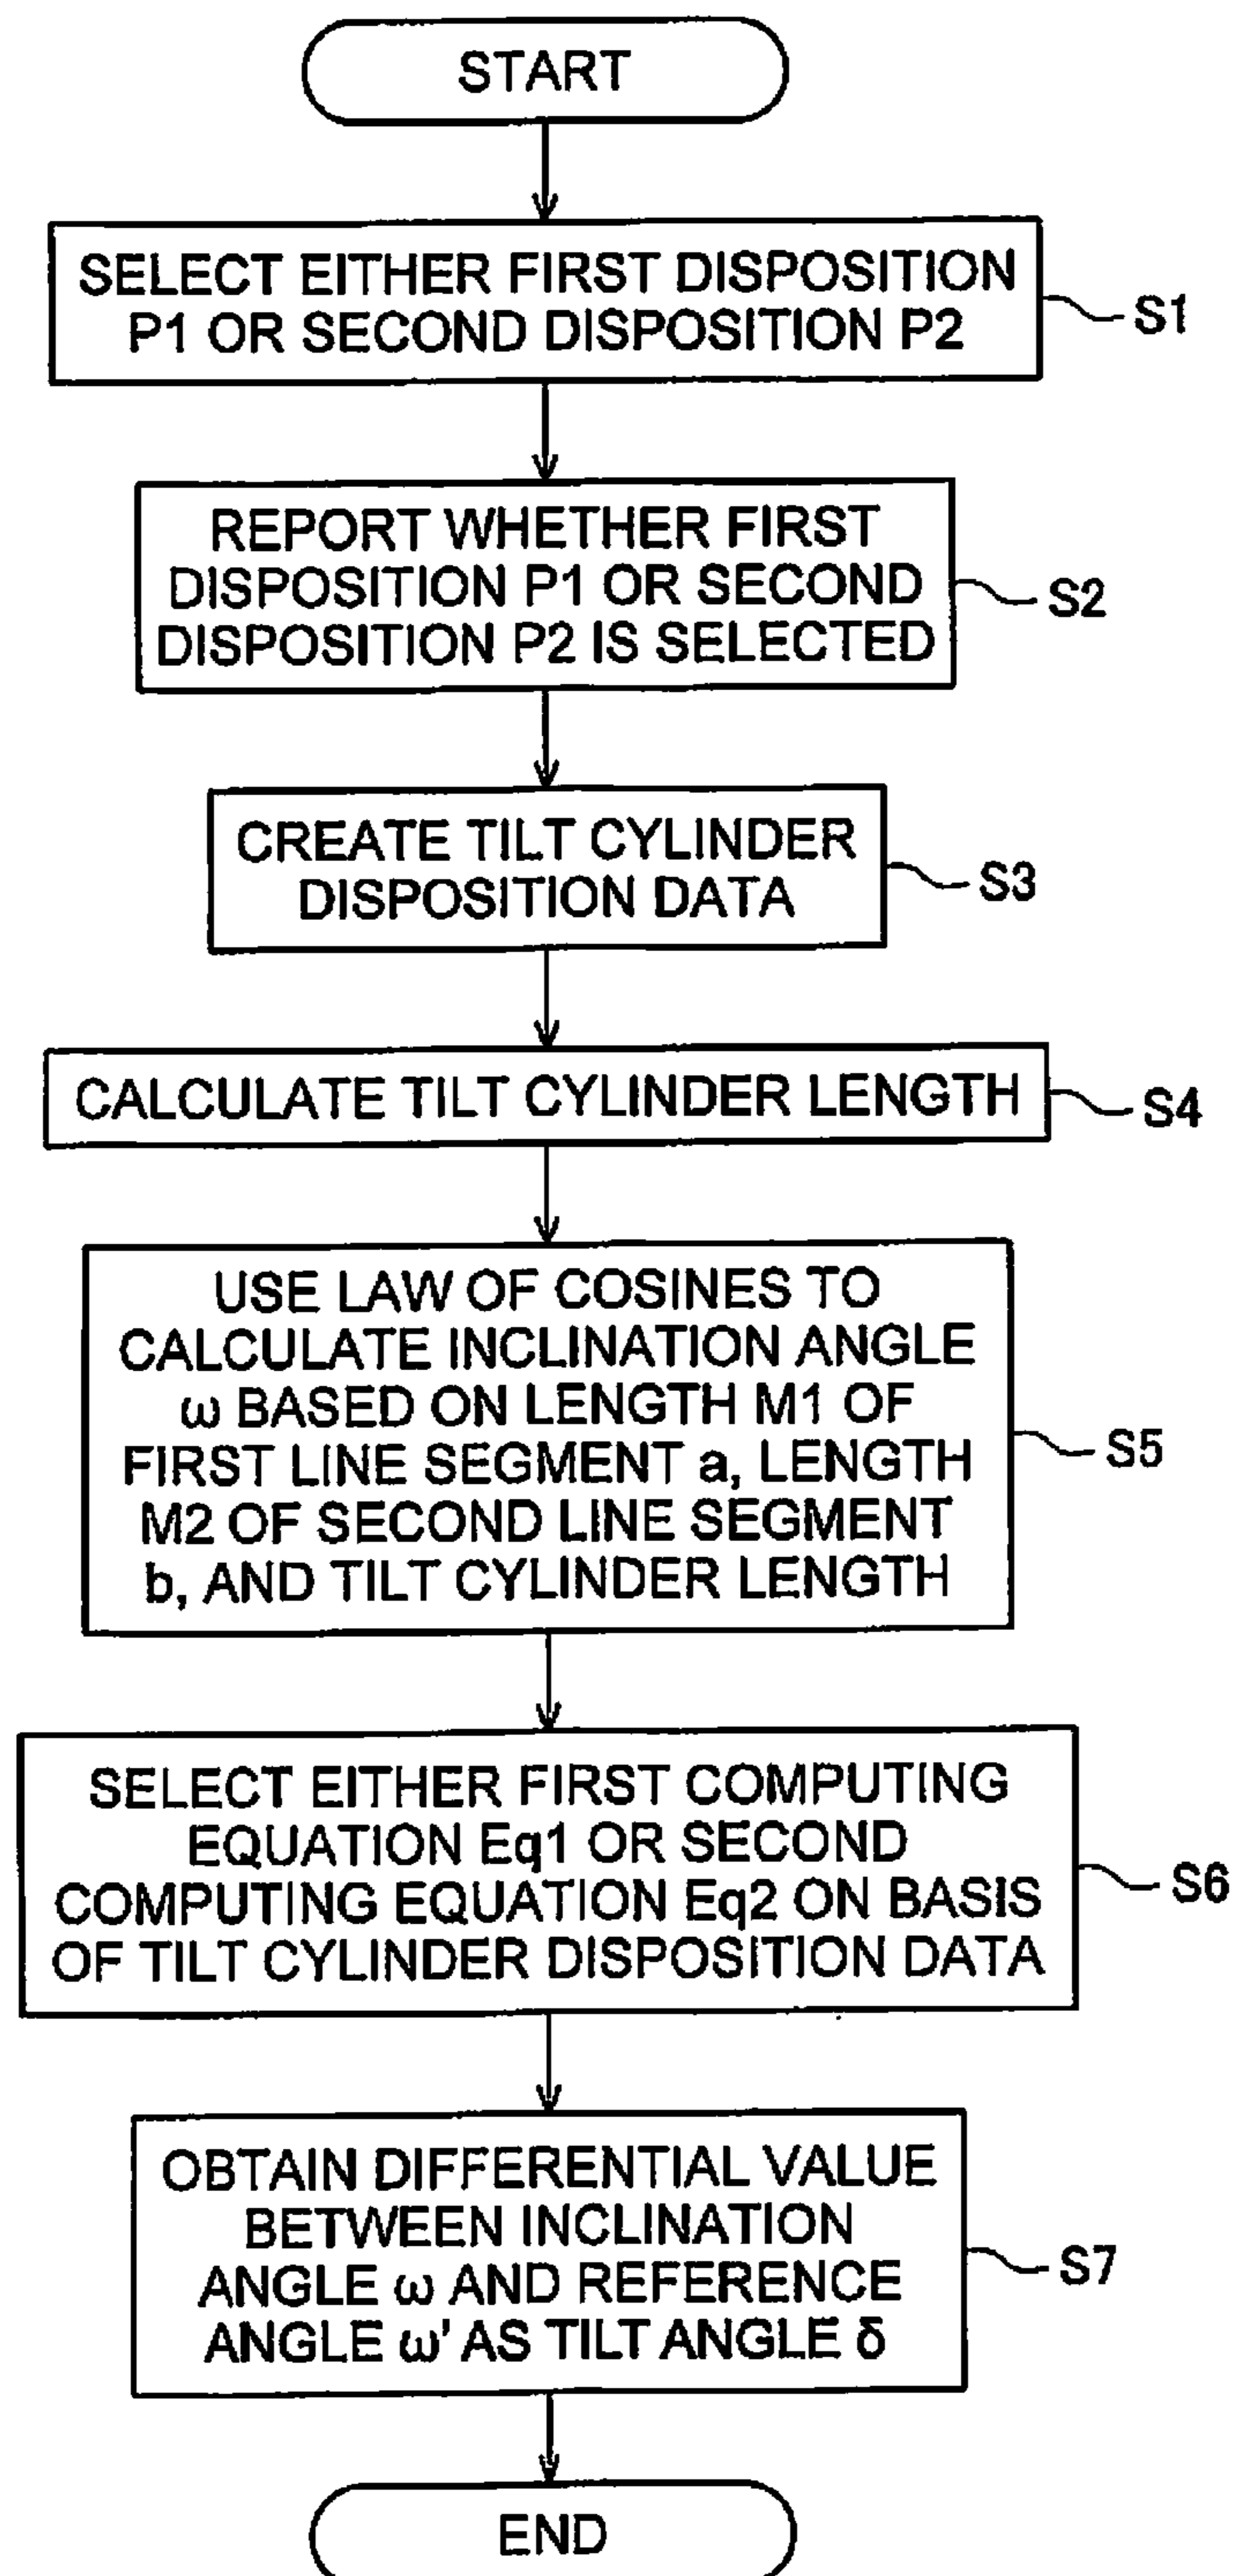 START
SELECT EITHER FIRST DISPOSITION
P1 OR SECOND DISPOSITION P2
S1
REPORT WHETHER FIRST
DISPOSITION P1 OR SECOND
DISPOSITION P2 IS SELECTED
S2
CREATE TILT CYLINDER
DISPOSITION DATA
S3
CALCULATE TILT CYLINDER LENGTH
S4
USE LAW OF COSINES TO
CALCULATE INCLINATION ANGLE
ω BASED ON LENGTH M1 OF
FIRST LINE SEGMENT a, LENGTH
M2 OF SECOND LINE SEGMENT
b, AND TILT CYLINDER LENGTH
S5
SELECT EITHER FIRST COMPUTING
EQUATION Eq1 OR SECOND
COMPUTING EQUATION Eq2 ON BASIS
OF TILT CYLINDER DISPOSITION DATA
S6
OBTAIN DIFFERENTIAL VALUE
BETWEEN INCLINATION
ANGLE ω AND REFERENCE
ANGLE ω' AS TILT ANGLE δ
S7
END